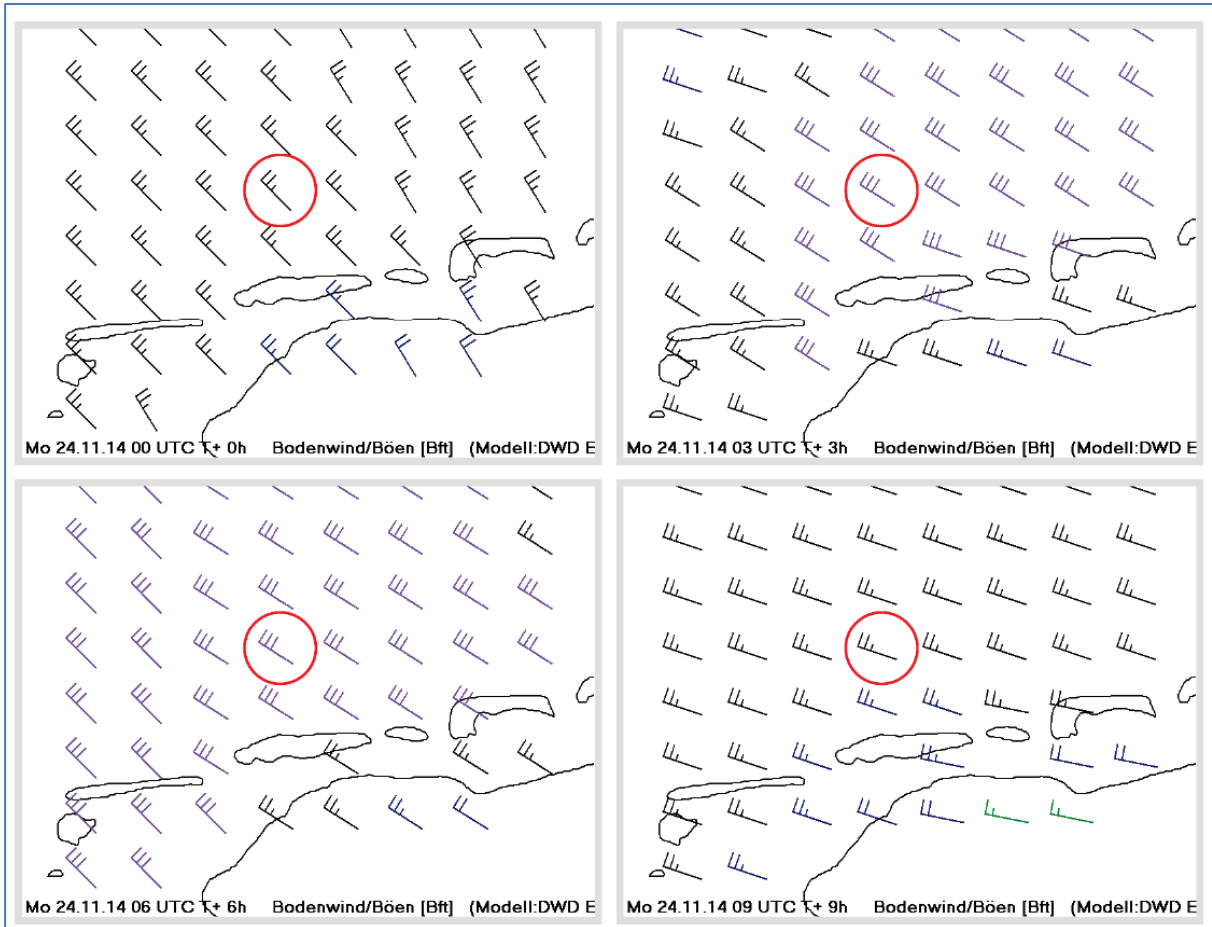 Mo 24.11.14 00 UTC T+ 0h Bodenwind/Böen [Bft] (Modell:DWD E
Mo 24.11.14 03 UTC T+ 3h Bodenwind/Böen [Bft] (Modell:DWD E
Mo 24.11.14 06 UTC T+ 6h Bodenwind/Böen [Bft] (Modell:DWD E
Mo 24.11.14 09 UTC T+ 9h Bodenwind/Böen [Bft] (Modell:DWD E